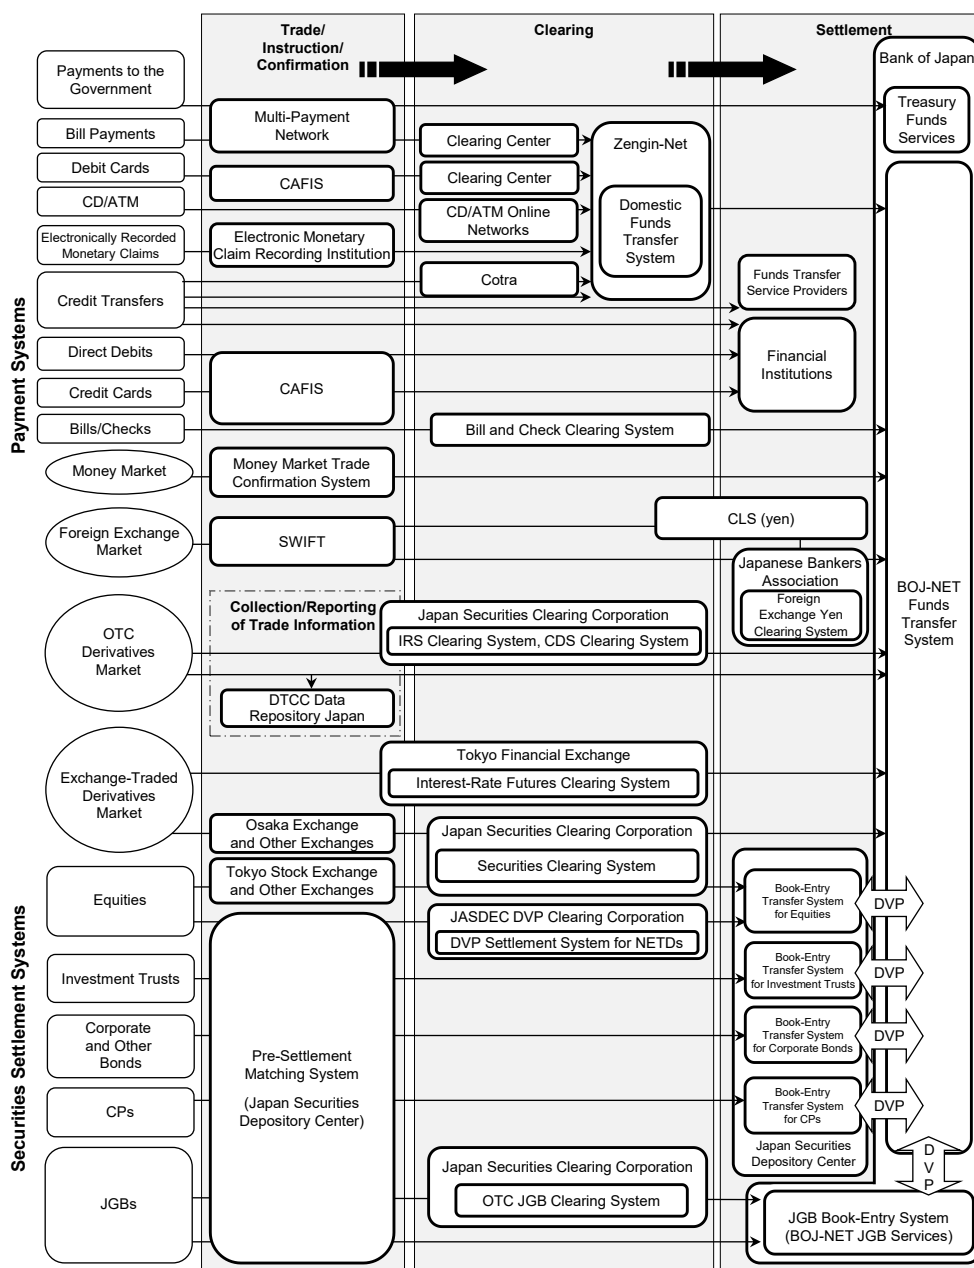 Trade/
Instruction/
Confirmation
Clearing
Settlement
Payment Systems
Securities Settlement Systems
Payments to the
Government
Bill Payments
Debit Cards
CD/ATM
Electronically Recorded
Monetary Claims
Credit Transfers
Direct Debits
Credit Cards
Bills/Checks
Money Market
Foreign Exchange
Market
OTC
Derivatives
Market
Exchange-Traded
Derivatives
Market
Equities
Investment Trusts
Corporate
and Other
Bonds
CPs
JGBs
Multi-Payment
Network
CAFIS
Electronic Monetary
Claim Recording Institution
CAFIS
Money Market Trade
Confirmation System
SWIFT
Collection/Reporting
of Trade Information
DTCC Data
Repository Japan
Osaka Exchange
and Other Exchanges
Tokyo Stock Exchange
and Other Exchanges
Pre-Settlement
Matching System
(Japan Securities
Depository Center)
Clearing Center
Clearing Center
CD/ATM Online
Networks
Cotra
Zengin-Net
Domestic
Funds
Transfer
System
Bill and Check Clearing System
Japan Securities Clearing Corporation
IRS Clearing System, CDS Clearing System
Tokyo Financial Exchange
Interest-Rate Futures Clearing System
Japan Securities Clearing Corporation
Securities Clearing System
JASDEC DVP Clearing Corporation
DVP Settlement System for NETDs
Japan Securities Clearing Corporation
OTC JGB Clearing System
Funds Transfer
Service Providers
Financial
Institutions
CLS (yen)
Japanese Bankers
Association
Foreign
Exchange Yen
Clearing System
Book-Entry
Transfer System
for Equities
DVP
Book-Entry
Transfer System
for Investment Trusts
DVP
Book-Entry
Transfer System
for Corporate Bonds
DVP
Book-Entry
Transfer System
for CPs
DVP
Japan Securities
Depository Center
Bank of Japan
Treasury
Funds
Services
BOJ-NET
Funds
Transfer
System
D
V
P
JGB Book-Entry System
(BOJ-NET JGB Services)